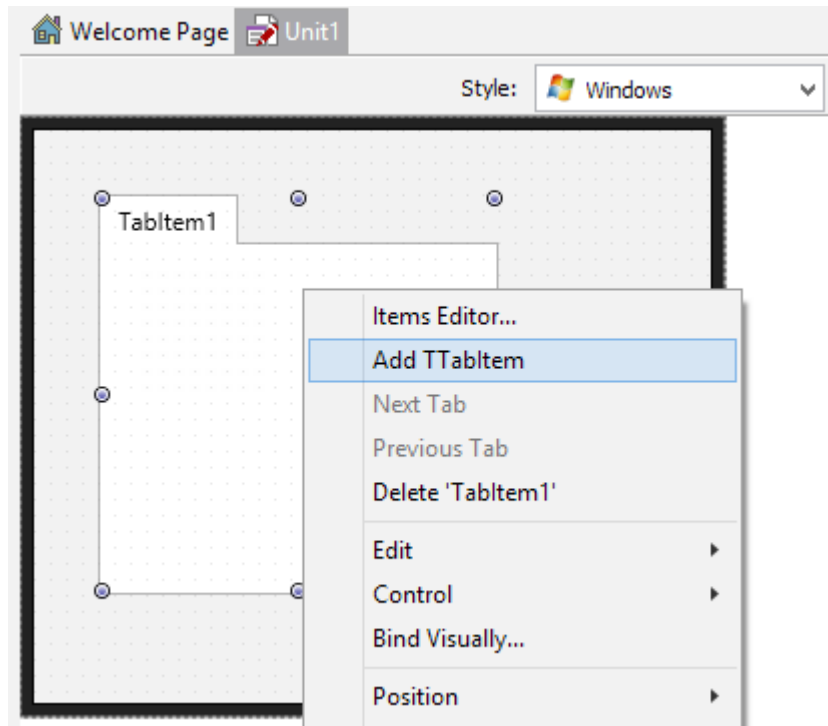 Welcome Page Unit1
Style: Windows
TabItem1
Items Editor...
Add TTabItem
Next Tab
Previous Tab
Delete 'TabItem1'
Edit
Control
Bind Visually...
Position